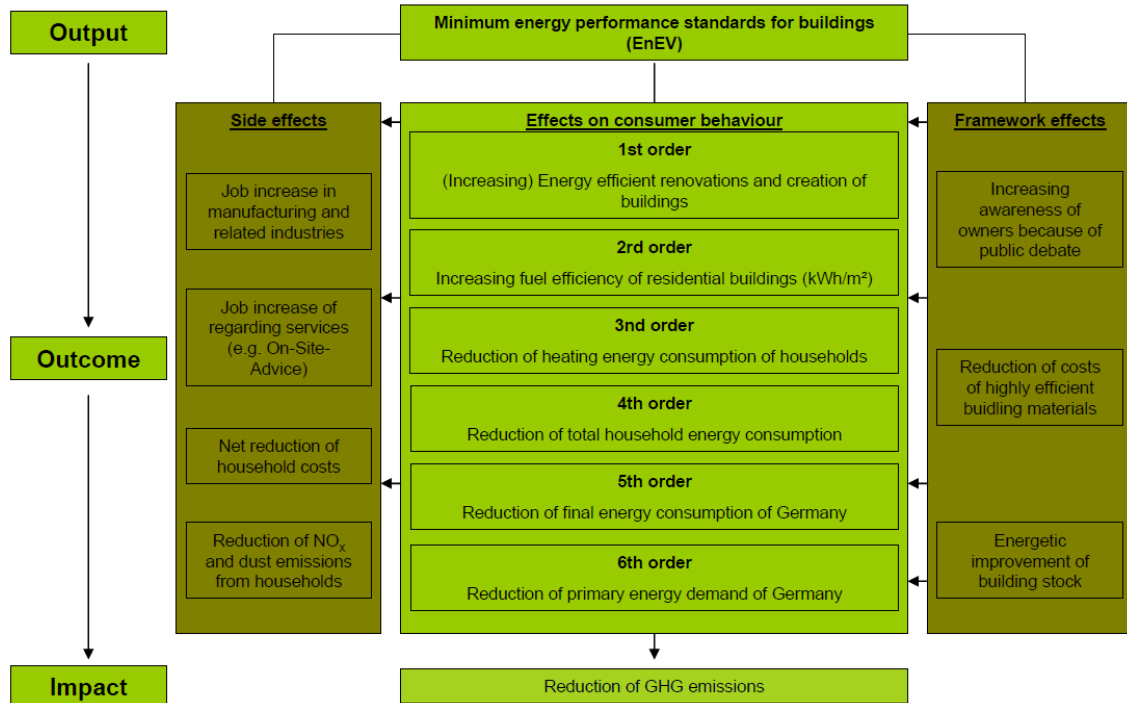 Output
Minimum energy performance standards for buildings
(EnEV)
Side effects
Job increase in
manufacturing and
related industries
Job increase of
regarding services
(e.g. On-Site-
Advice)
Net reduction of
household costs
Reduction of NOx
and dust emissions
from households
Effects on consumer behaviour
1st order
(Increasing) Energy efficient renovations and creation of
buildings
2rd order
Increasing fuel efficiency of residential buildings (kWh/m²)
3nd order
Reduction of heating energy consumption of households
4th order
Reduction of total household energy consumption
5th order
Reduction of final energy consumption of Germany
6th order
Reduction of primary energy demand of Germany
Framework effects
Increasing
awareness of
owners because of
public debate
Reduction of costs
of highly efficient
buidling materials
Energetic
improvement of
building stock
Outcome
Impact
Reduction of GHG emissions